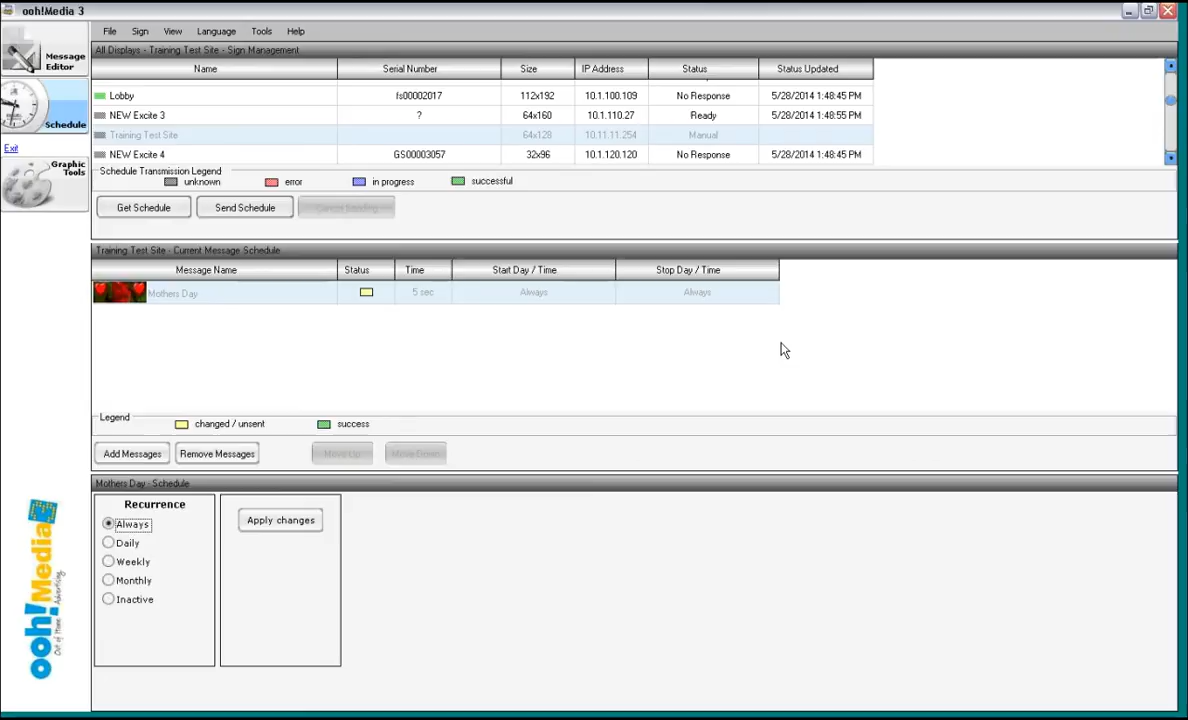 ooh!Media 3
File Sign View Language Tools Help
Message Editor
Schedule
Exit
Graphic Tools
All Displays - Training Test Site - Sign Management
Name Serial Number Size IP Address Status Status Updated
Lobby fs00002017 112x192 10.1.100.109 No Response 5/28/2014 1:48:45 PM
NEW Excite 3 ? 64x160 10.1.110.27 Ready 5/28/2014 1:48:55 PM
Training Test Site 64x128 10.11.11.254 Manual
NEW Excite 4 GS00003057 32x96 10.1.120.120 No Response 5/28/2014 1:48:45 PM
Schedule Transmission Legend
unknown error in progress successful
Get Schedule Send Schedule Cancel Sending
Training Test Site - Current Message Schedule
Message Name Status Time Start Day / Time Stop Day / Time
Mothers Day 5 sec Always Always
Legend
changed / unsent success
Add Messages Remove Messages Move Up Move Down
Mothers Day - Schedule
Recurrence
Always
Daily
Weekly
Monthly
Inactive
Apply changes
ooh!Media
Out of Home Advertising